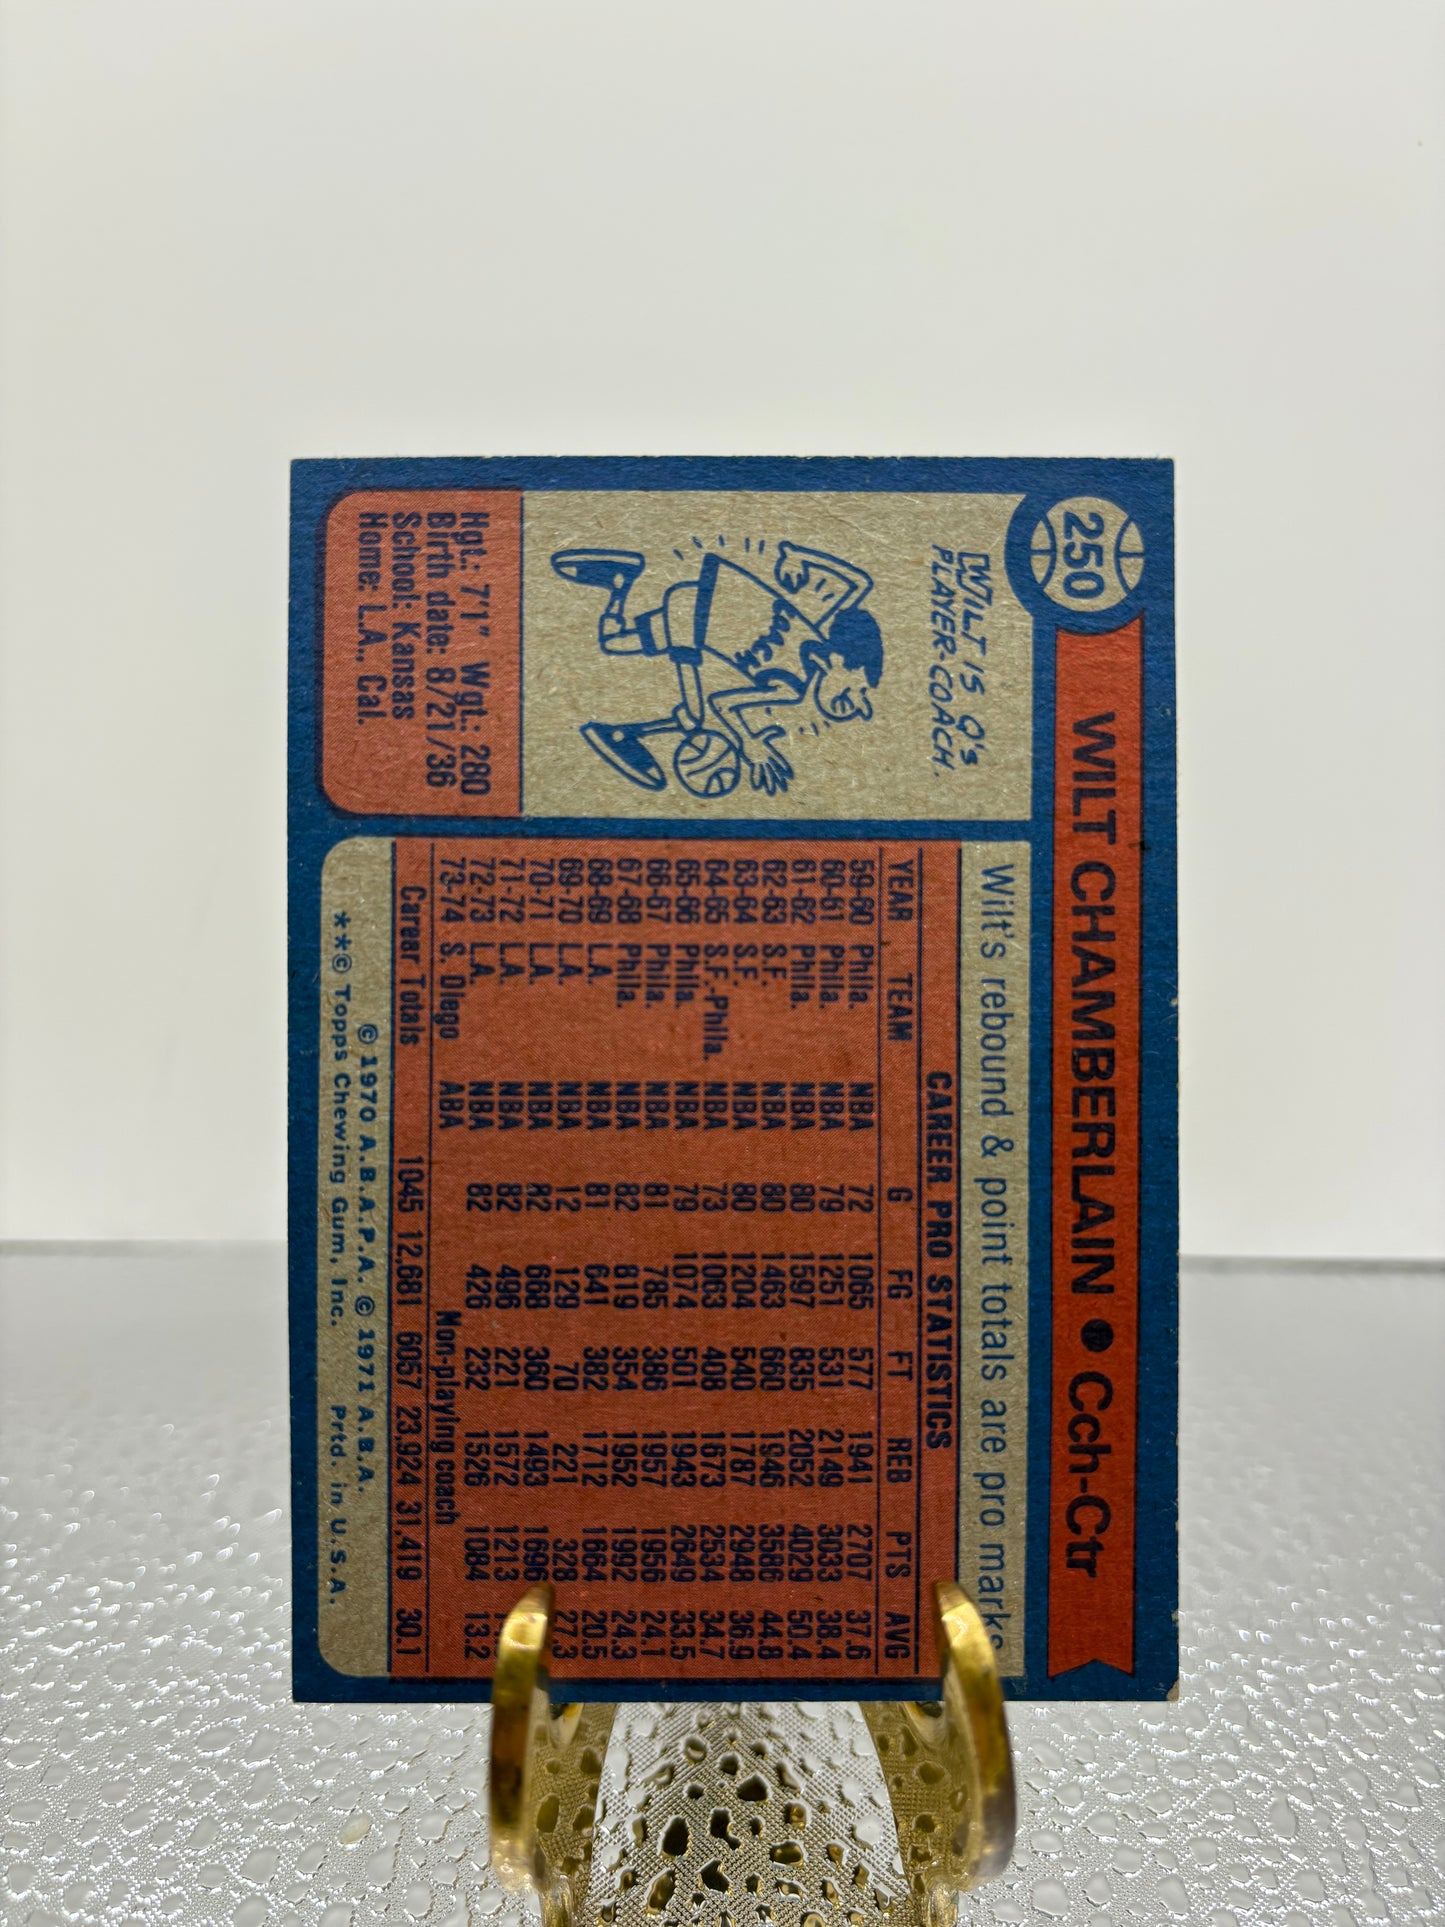 250
WILT CHAMBERLAIN • Cch-Ctr
WILT IS Q's
PLAYER-COACH.
Hgt.: 7'1" Wgt.: 280
Birth date: 8/21/36
School: Kansas
Home: L.A., Cal.
Wilt's rebound & point totals are pro marks
CAREER PRO STATISTICS
YEAR TEAM G FG FT REB PTS AVG
59-60 Phila. NBA 72 1065 577 1941 2707 37.6
60-61 Phila. NBA 79 1251 531 2149 3033 38.4
61-62 Phila. NBA 80 1597 835 2052 4029 50.4
62-63 S.F. NBA 80 1463 660 1946 3586 44.8
63-64 S.F. NBA 80 1204 540 1787 2948 36.9
64-65 S.F.-Phila. NBA 73 1063 408 1673 2534 34.7
65-66 Phila. NBA 79 1074 501 1943 2649 33.5
66-67 Phila. NBA 81 785 386 1957 1956 24.1
67-68 Phila. NBA 82 819 354 1952 1992 24.3
68-69 L.A. NBA 81 641 382 1712 1664 20.5
69-70 L.A. NBA 12 129 70 221 328 27.3
70-71 L.A. NBA 82 668 360 1493 1696
71-72 L.A. NBA 82 496 221 1572 1213
72-73 L.A. NBA 82 426 232 1526 1084 13.2
73-74 S. Diego ABA Non-playing coach
Career Totals 1045 12,681 6057 23,924 31,419 30.1
© 1970 A.B.A.P.A. © 1971 A.B.A.
**© Topps Chewing Gum, Inc. Prtd. in U.S.A.